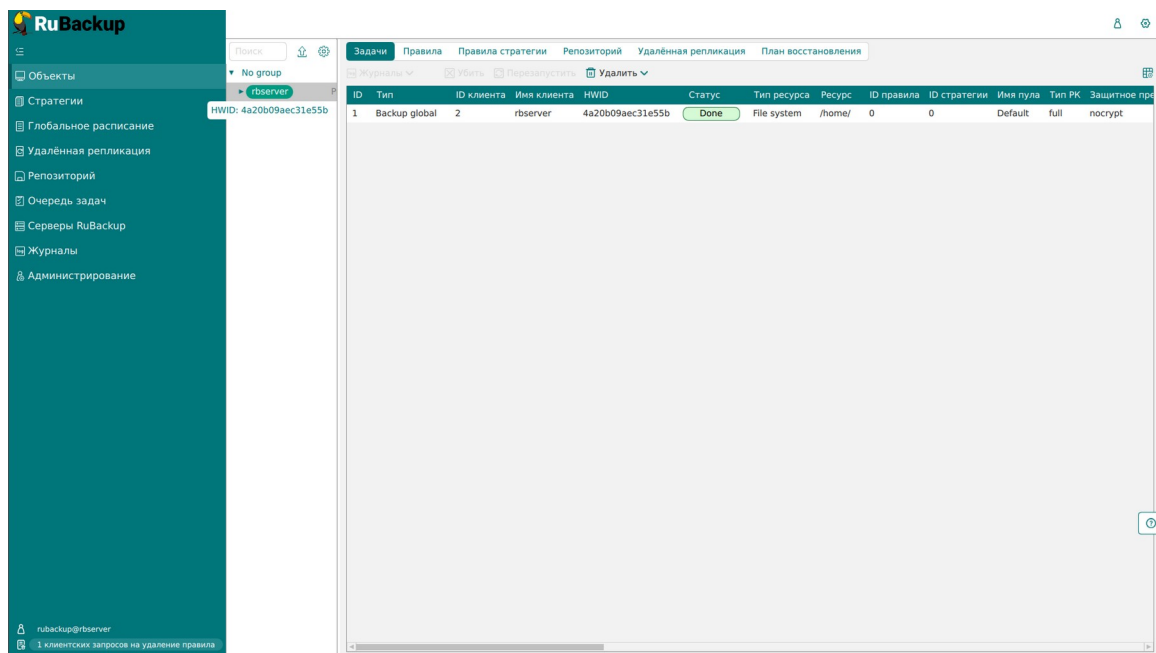 RuBackup
Поиск
Задачи Правила Правила стратегии Репозиторий Удалённая репликация План восстановления
Объекты
No group
Журналы Убить Перезапустить Удалить
rbserver P
ID Тип ID клиента Имя клиента HWID Статус Тип ресурса Ресурс ID правила ID стратегии Имя пула Тип РК Защитное пре
Стратегии
HWID: 4a20b09aec31e55b
1 Backup global 2 rbserver 4a20b09aec31e55b Done File system /home/ 0 0 Default full nocrypt
Глобальное расписание
Удалённая репликация
Репозиторий
Очередь задач
Серверы RuBackup
Журналы
Администрирование
rubackup@rbserver
1 клиентских запросов на удаление правила